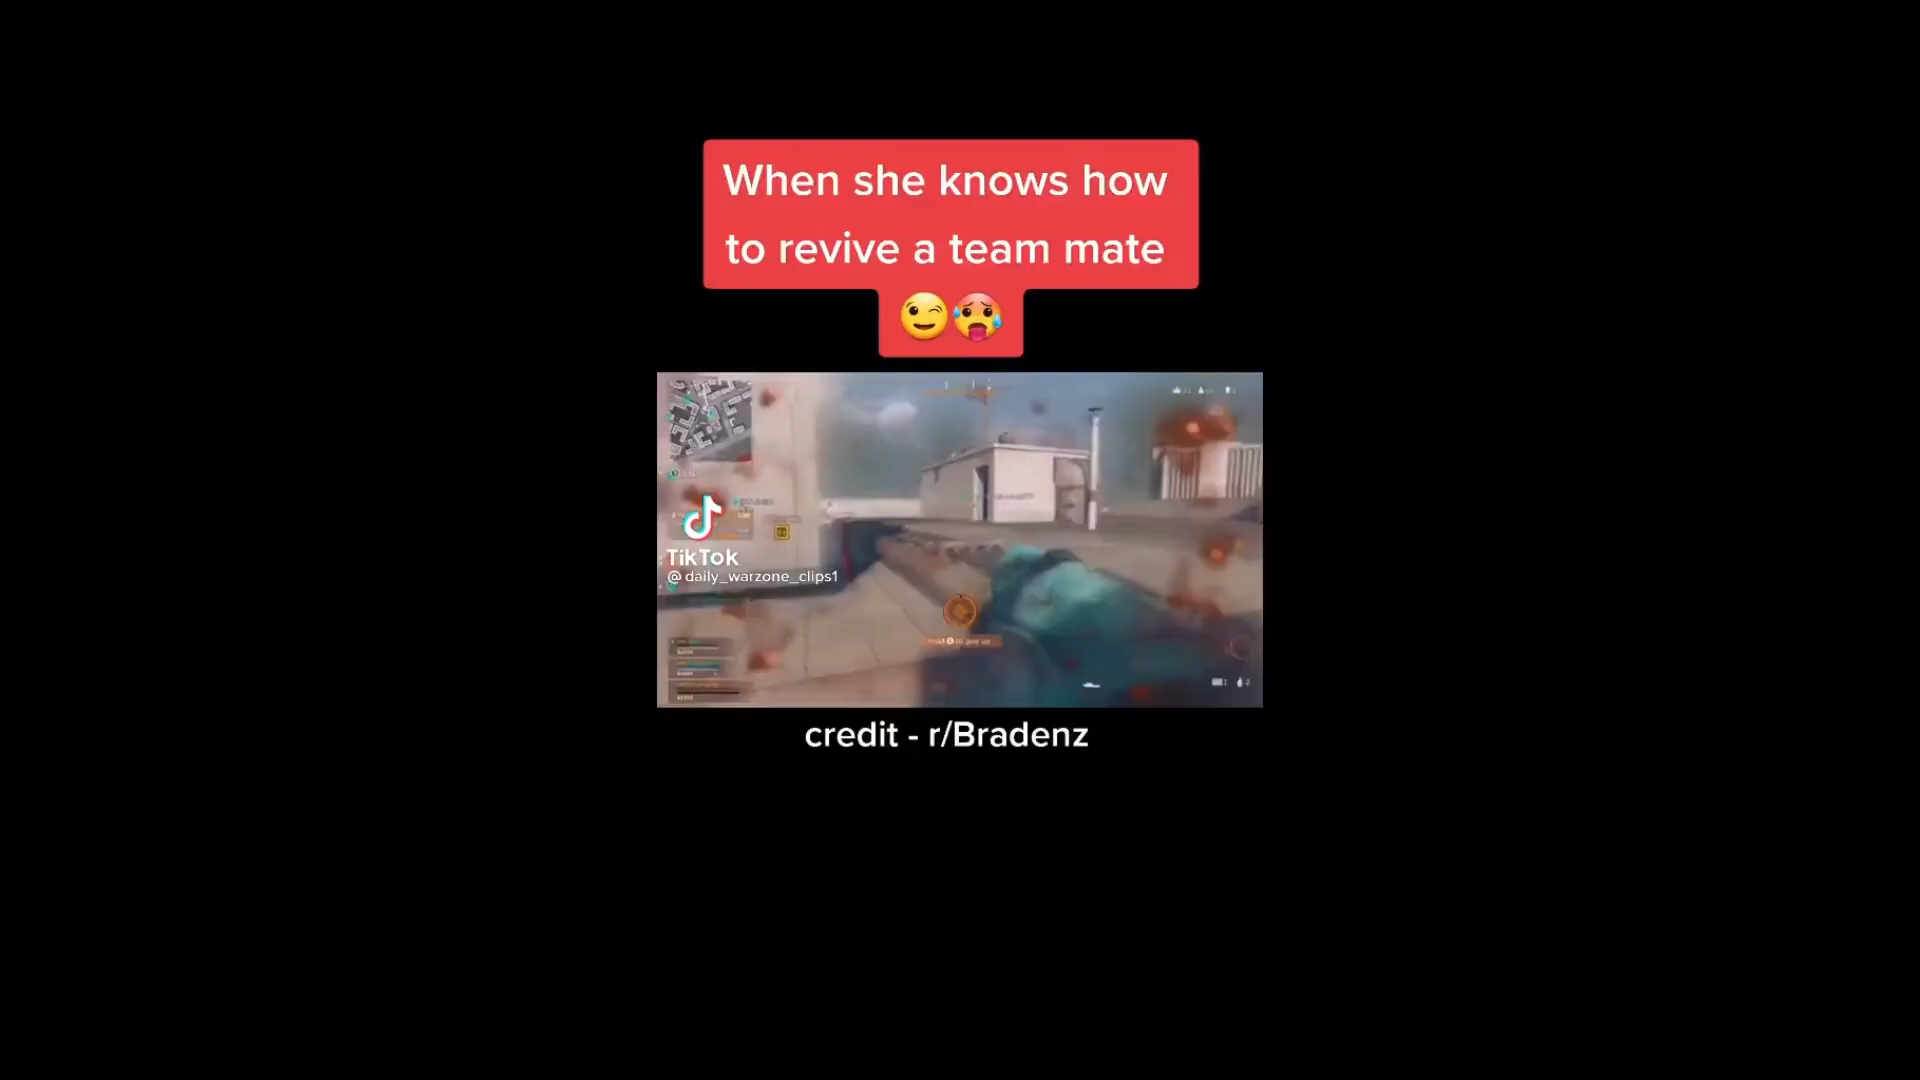 When she knows how
to revive a team mate
😉🥵
TikTok
@daily_warzone_clips1
credit - r/Bradenz